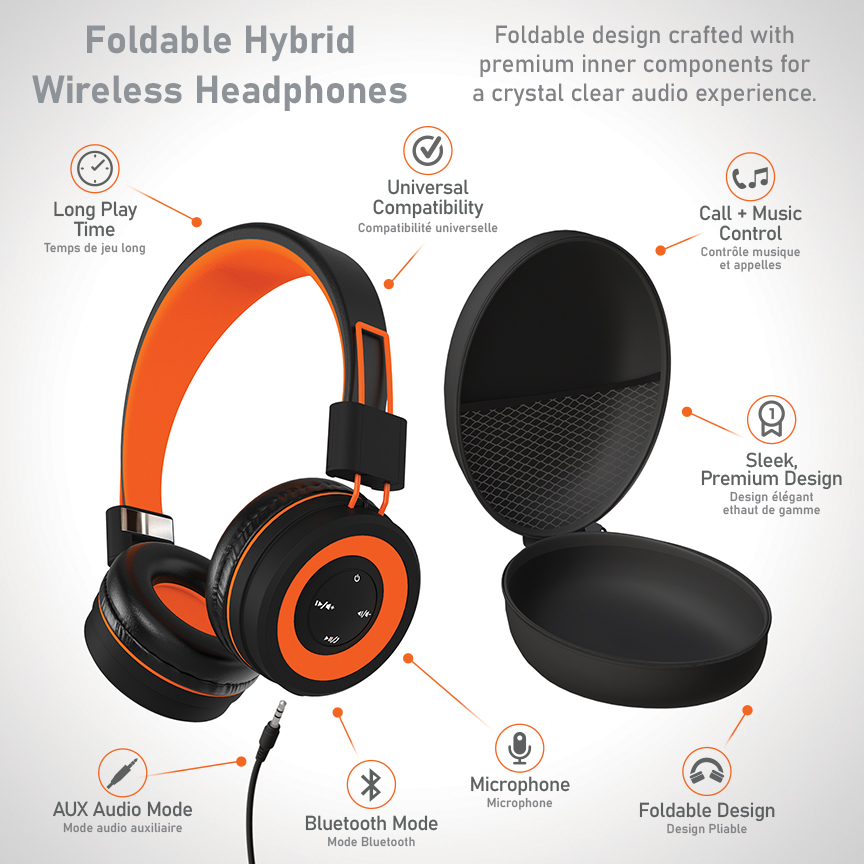 Foldable Hybrid
Wireless Headphones
Foldable design crafted with
premium inner components for
a crystal clear audio experience.
Long Play
Time
Temps de jeu long
Universal
Compatibility
Compatibilité universelle
Call + Music
Control
Contrôle musique
et appelles
1
Sleek,
Premium Design
Design élégant
ethaut de gamme
AUX Audio Mode
Mode audio auxiliaire
Bluetooth Mode
Mode Bluetooth
Microphone
Microphone
Foldable Design
Design Pliable